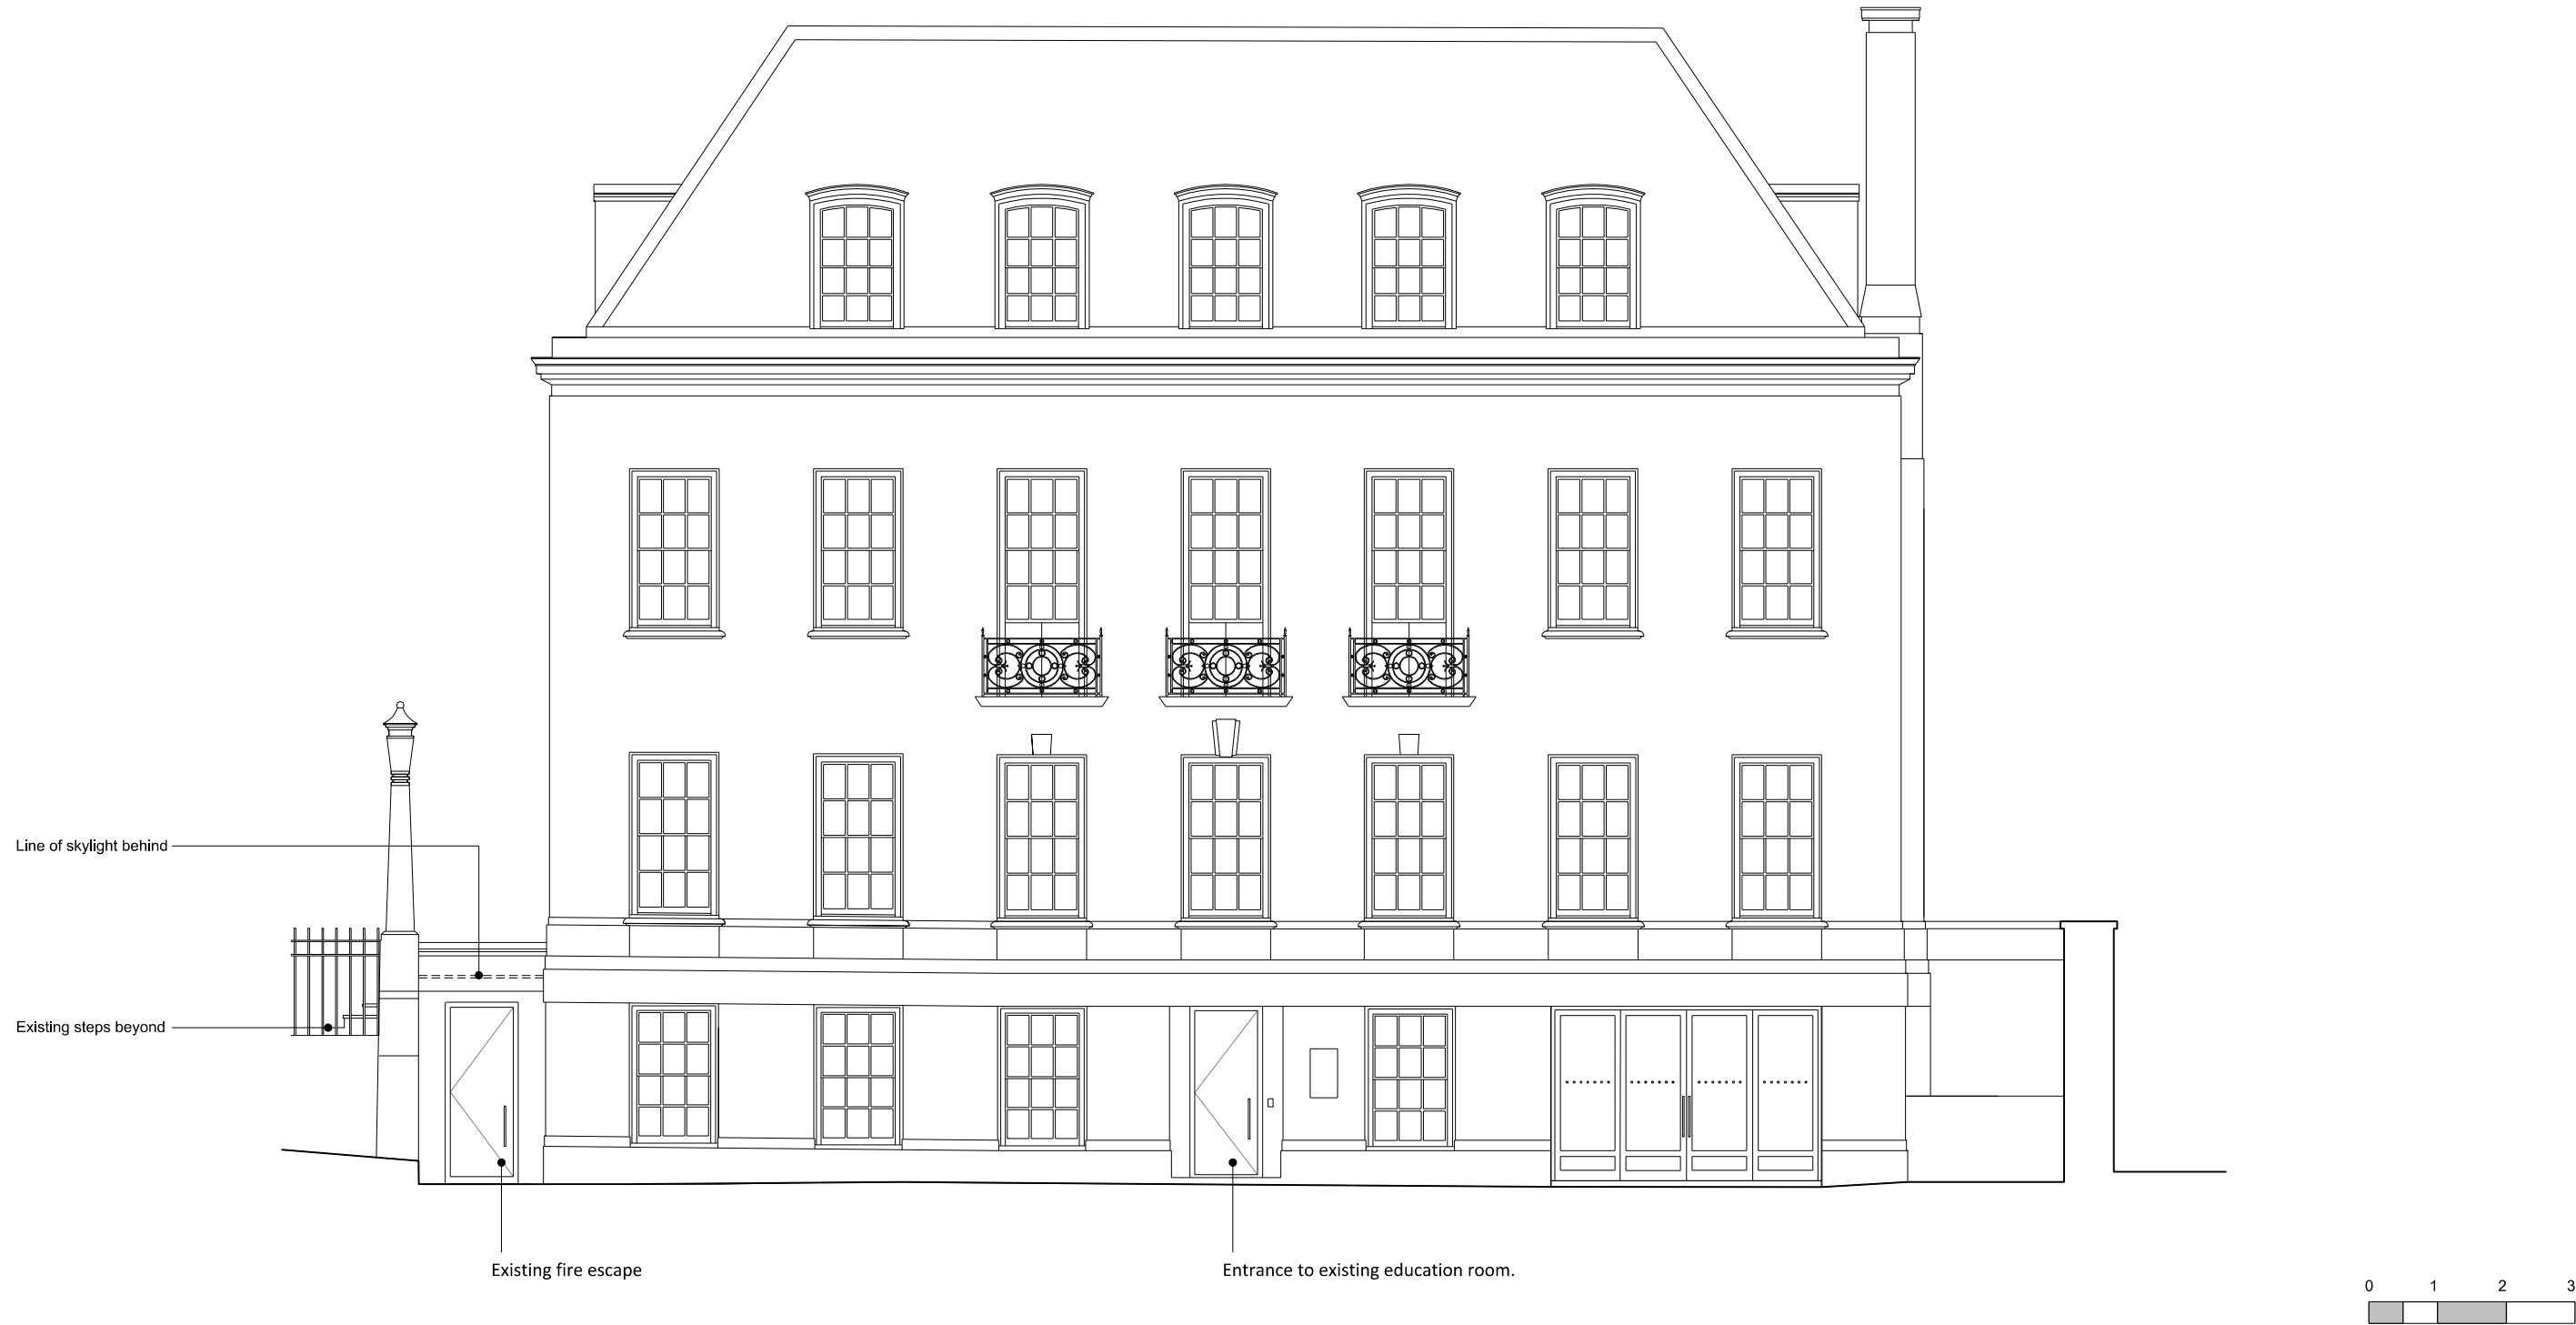 Line of skylight behind
Existing steps beyond
Existing fire escape
Entrance to existing education room.
0 1 2 3